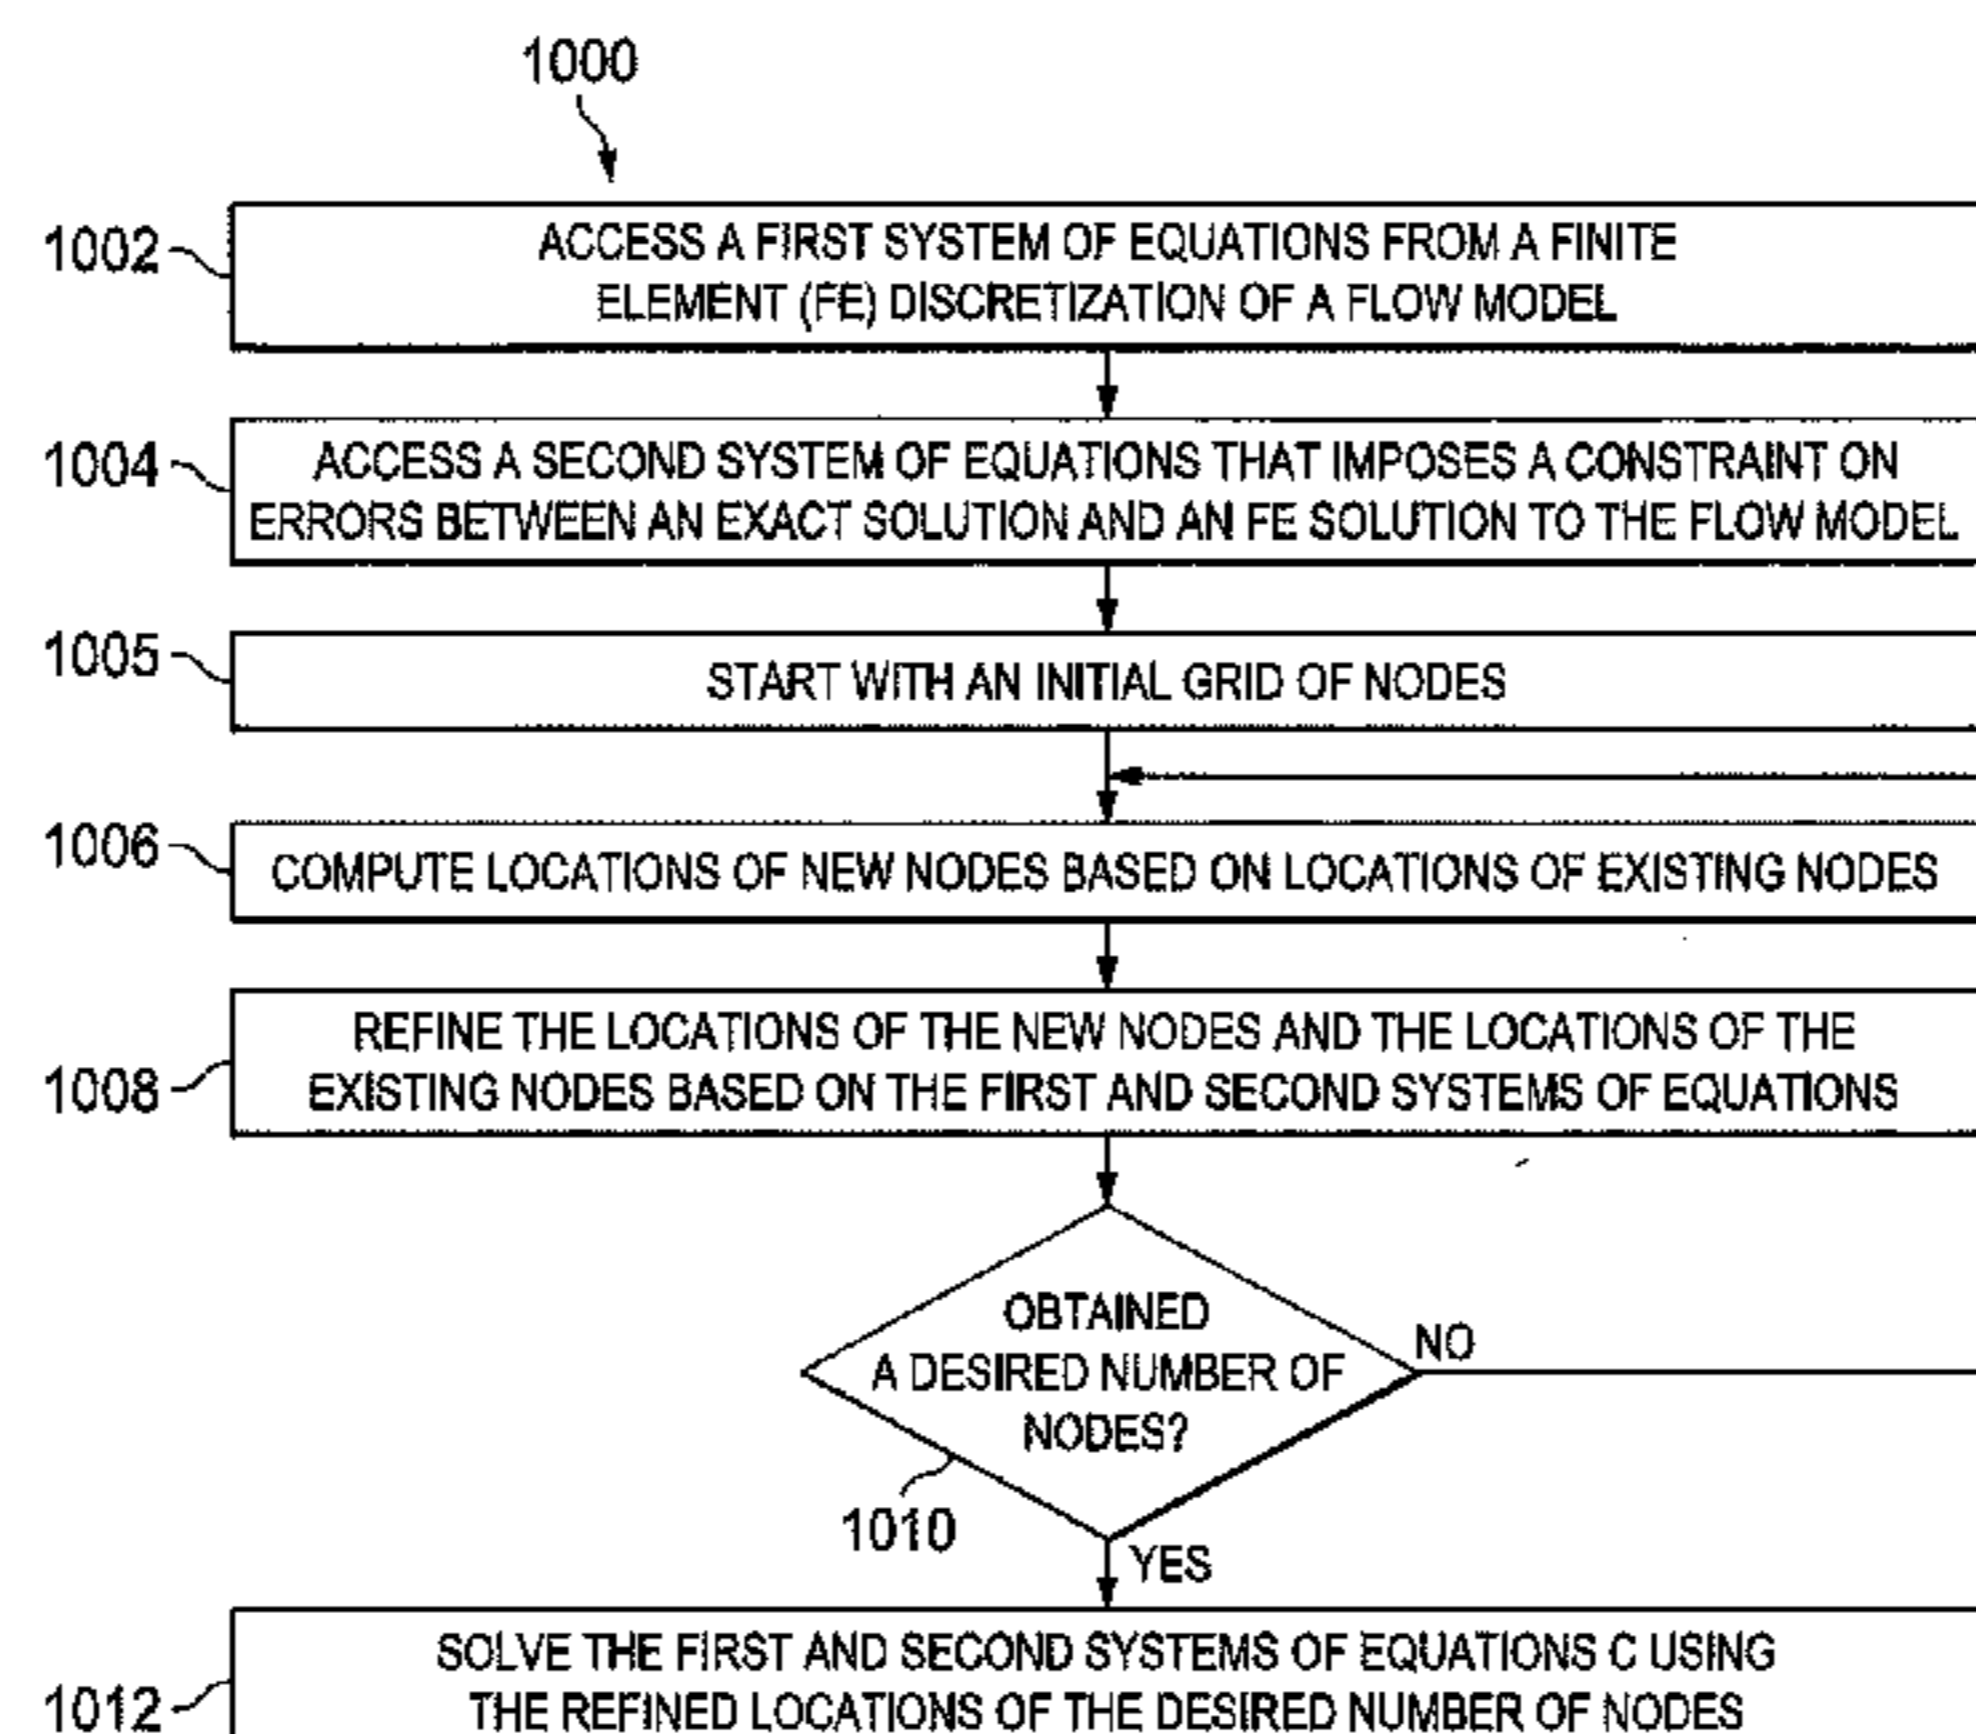 1000
1002
ACCESS A FIRST SYSTEM OF EQUATIONS FROM A FINITE
ELEMENT (FE) DISCRETIZATION OF A FLOW MODEL
1004
ACCESS A SECOND SYSTEM OF EQUATIONS THAT IMPOSES A CONSTRAINT ON
ERRORS BETWEEN AN EXACT SOLUTION AND AN FE SOLUTION TO THE FLOW MODEL
1005
START WITH AN INITIAL GRID OF NODES
1006
COMPUTE LOCATIONS OF NEW NODES BASED ON LOCATIONS OF EXISTING NODES
1008
REFINE THE LOCATIONS OF THE NEW NODES AND THE LOCATIONS OF THE
EXISTING NODES BASED ON THE FIRST AND SECOND SYSTEMS OF EQUATIONS
OBTAINED
A DESIRED NUMBER OF
NODES?
NO
1010
YES
1012
SOLVE THE FIRST AND SECOND SYSTEMS OF EQUATIONS C USING
THE REFINED LOCATIONS OF THE DESIRED NUMBER OF NODES